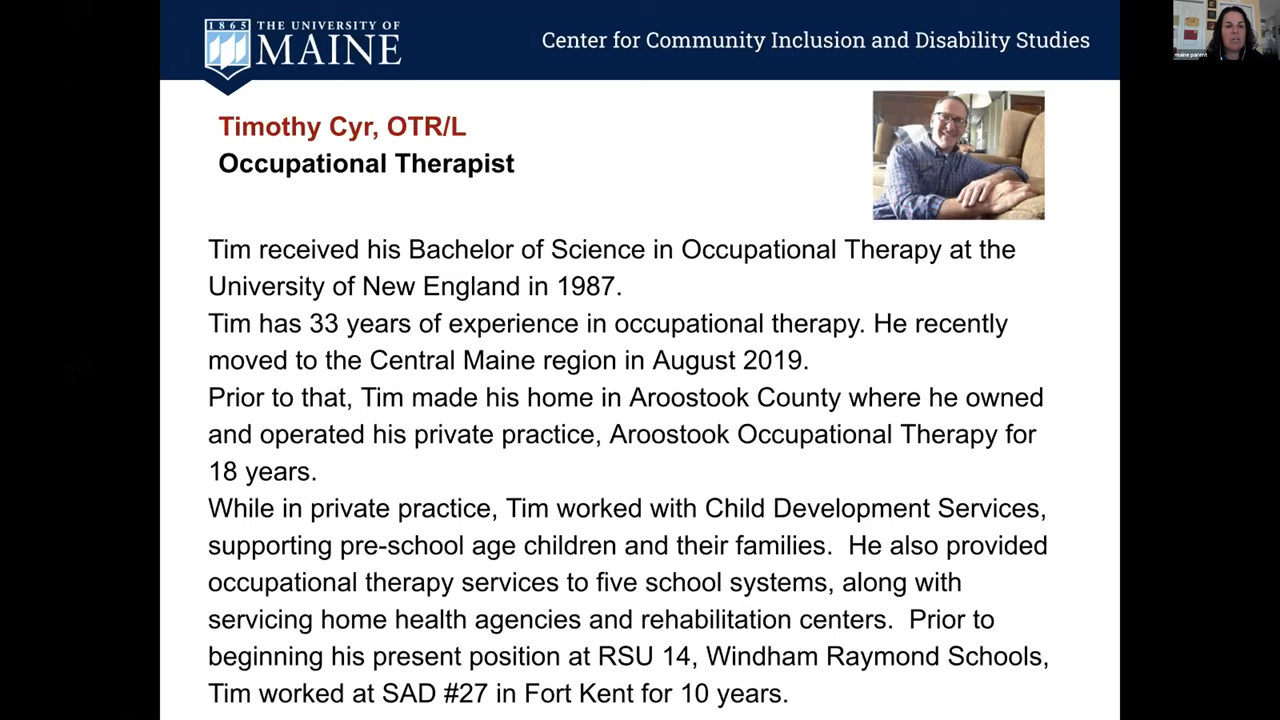 1865
THE UNIVERSITY OF
MAINE
Center for Community Inclusion and Disability Studies
maine parent
Timothy Cyr, OTR/L
Occupational Therapist
Tim received his Bachelor of Science in Occupational Therapy at the
University of New England in 1987.
Tim has 33 years of experience in occupational therapy. He recently
moved to the Central Maine region in August 2019.
Prior to that, Tim made his home in Aroostook County where he owned
and operated his private practice, Aroostook Occupational Therapy for
18 years.
While in private practice, Tim worked with Child Development Services,
supporting pre-school age children and their families.  He also provided
occupational therapy services to five school systems, along with
servicing home health agencies and rehabilitation centers.  Prior to
beginning his present position at RSU 14, Windham Raymond Schools,
Tim worked at SAD #27 in Fort Kent for 10 years.